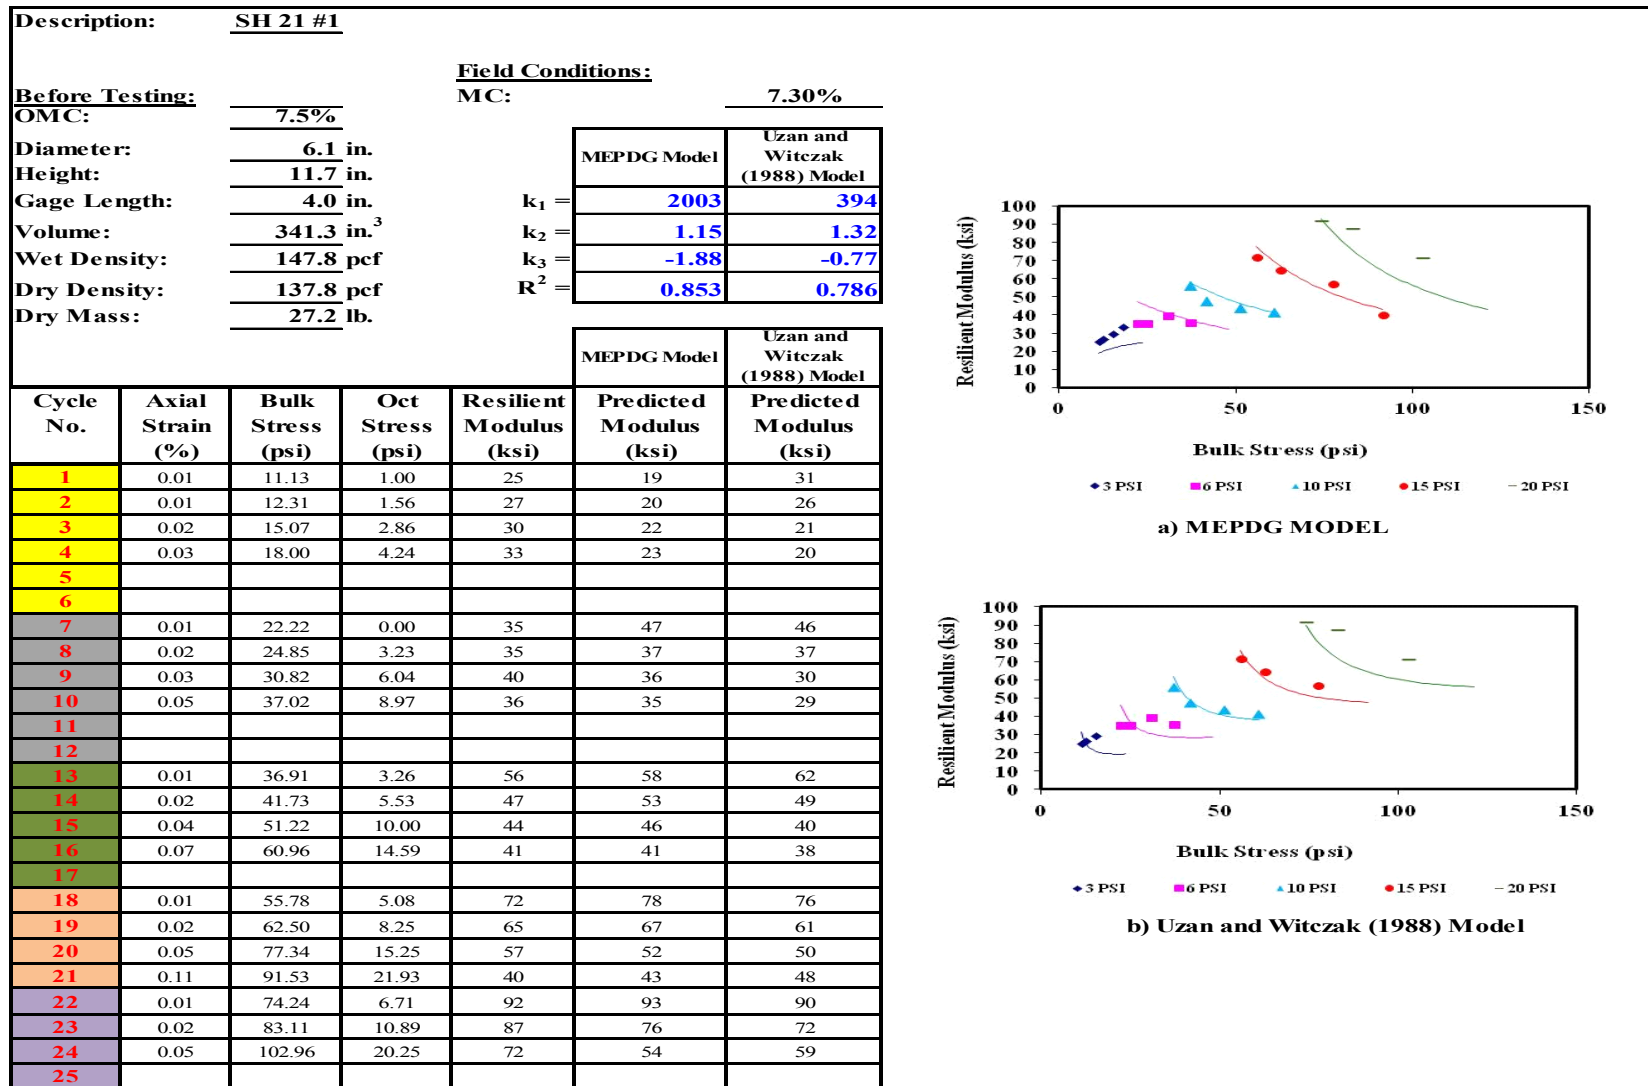 Description: SH 21 #1
Field Conditions:
Before Testing: MC: 7.30%
OMC: 7.5%
Diameter: 6.1 in.
Height: 11.7 in.
Gage Length: 4.0 in.
Volume: 341.3 in.³
Wet Density: 147.8 pcf
Dry Density: 137.8 pcf
Dry Mass: 27.2 lb.
MEPDG Model
Uzan and
Witczak
(1988) Model
k₁ = 2003 394
k₂ = 1.15 1.32
k₃ = -1.88 -0.77
R² = 0.853 0.786
MEPDG Model
Uzan and
Witczak
(1988) Model
Cycle Axial Bulk Oct Resilient Predicted Predicted
No. Strain Stress Stress Modulus Modulus Modulus
(%) (psi) (psi) (ksi) (ksi) (ksi)
1 0.01 11.13 1.00 25 19 31
2 0.01 12.31 1.56 27 20 26
3 0.02 15.07 2.86 30 22 21
4 0.03 18.00 4.24 33 23 20
5
6
7 0.01 22.22 0.00 35 47 46
8 0.02 24.85 3.23 35 37 37
9 0.03 30.82 6.04 40 36 30
10 0.05 37.02 8.97 36 35 29
11
12
13 0.01 36.91 3.26 56 58 62
14 0.02 41.73 5.53 47 53 49
15 0.04 51.22 10.00 44 46 40
16 0.07 60.96 14.59 41 41 38
17
18 0.01 55.78 5.08 72 78 76
19 0.02 62.50 8.25 65 67 61
20 0.05 77.34 15.25 57 52 50
21 0.11 91.53 21.93 40 43 48
22 0.01 74.24 6.71 92 93 90
23 0.02 83.11 10.89 87 76 72
24 0.05 102.96 20.25 72 54 59
25
Resilient Modulus (ksi)
100
90
80
70
60
50
40
30
20
10
0
0 50 100 150
Bulk Stress (psi)
3 PSI 6 PSI 10 PSI 15 PSI 20 PSI
a) MEPDG MODEL
Resilient Modulus (ksi)
100
90
80
70
60
50
40
30
20
10
0
0 50 100 150
Bulk Stress (psi)
3 PSI 6 PSI 10 PSI 15 PSI 20 PSI
b) Uzan and Witczak (1988) Model